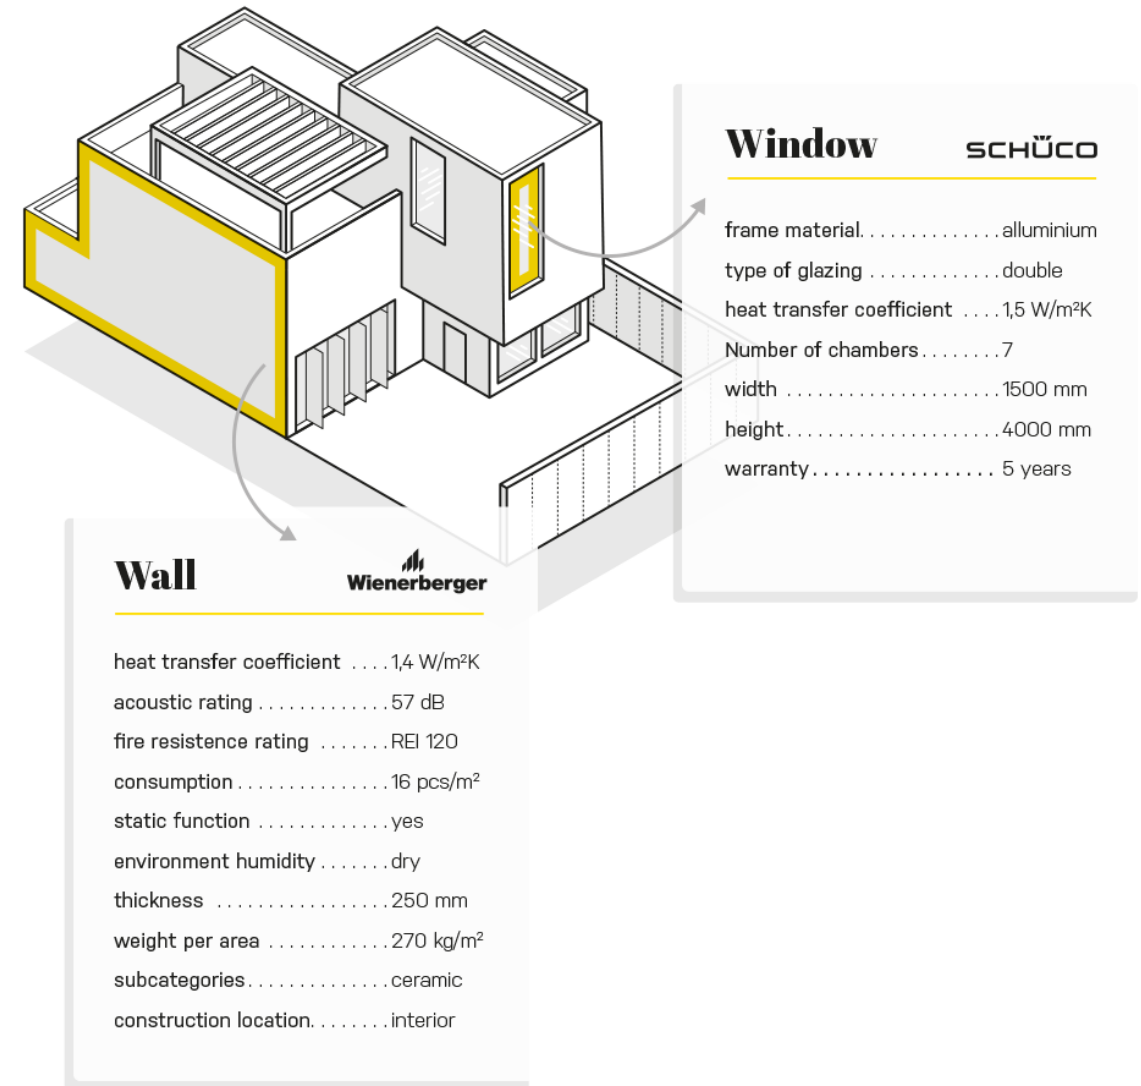 Window SCHÜCO
frame material. . . . . . . . . . . . . . alluminium
type of glazing . . . . . . . . . . . . . double
heat transfer coefficient . . . . 1,5 W/m²K
Number of chambers . . . . . . . . 7
width . . . . . . . . . . . . . . . . . . . . . 1500 mm
height . . . . . . . . . . . . . . . . . . . . . 4000 mm
warranty . . . . . . . . . . . . . . . . . 5 years
Wall Wienerberger
heat transfer coefficient . . . . 1,4 W/m²K
acoustic rating . . . . . . . . . . . . . 57 dB
fire resistence rating . . . . . . . REI 120
consumption . . . . . . . . . . . . . . . 16 pcs/m²
static function . . . . . . . . . . . . . yes
environment humidity . . . . . . . dry
thickness . . . . . . . . . . . . . . . . . 250 mm
weight per area . . . . . . . . . . . . 270 kg/m²
subcategories . . . . . . . . . . . . . . ceramic
construction location. . . . . . . . interior